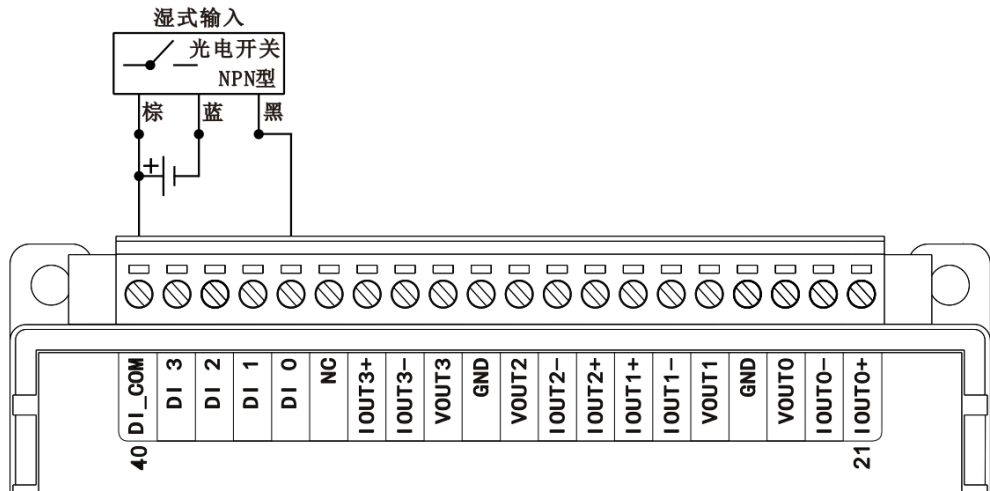 湿式输入
光电开关
NPN型
棕
蓝
黑
+
40
DI_COM
DI 3
DI 2
DI 1
DI 0
NC
IOUT3+
IOUT3-
VOUT3
GND
VOUT2
IOUT2-
IOUT2+
IOUT1+
IOUT1-
VOUT1
GND
VOUT0
IOUT0-
IOUT0+
21